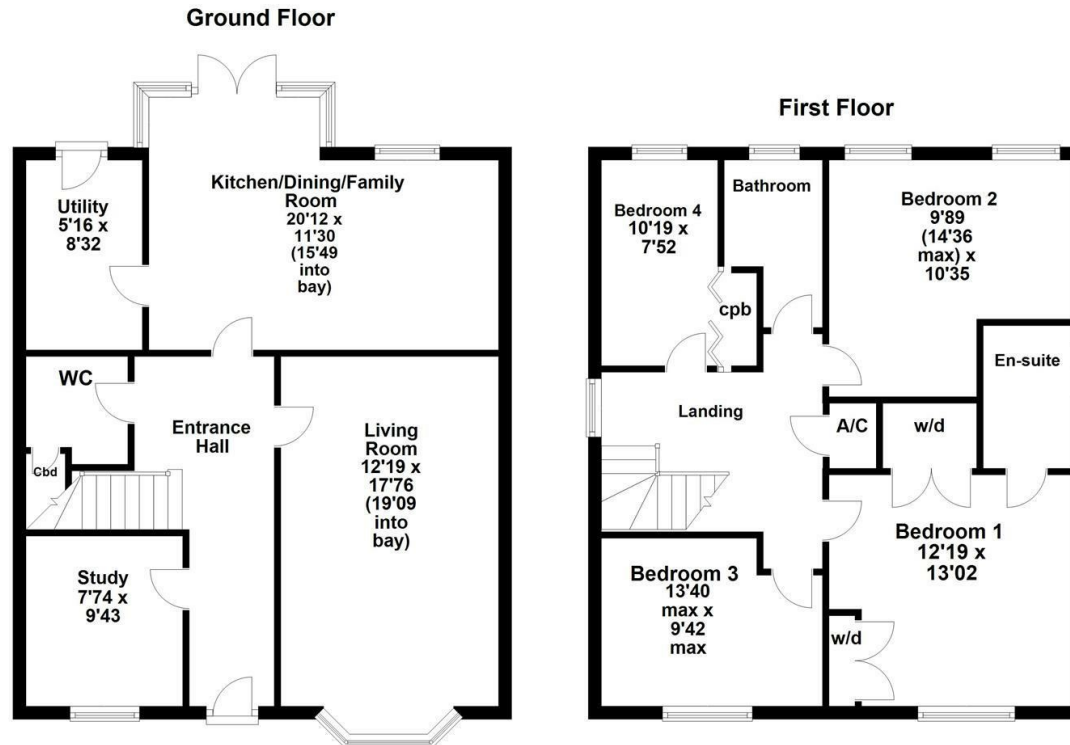 Ground Floor
Kitchen/Dining/Family
Room
20'12 x
11'30
(15'49
into
bay)
Utility
5'16 x
8'32
WC
Cbd
Entrance
Hall
Living
Room
12'19 x
17'76
(19'09
into
bay)
Study
7'74 x
9'43
First Floor
Bedroom 4
10'19 x
7'52
Bathroom
Bedroom 2
9'89
(14'36
max) x
10'35
cpb
En-suite
Landing
A/C
w/d
Bedroom 1
12'19 x
13'02
Bedroom 3
13'40
max x
9'42
max
w/d